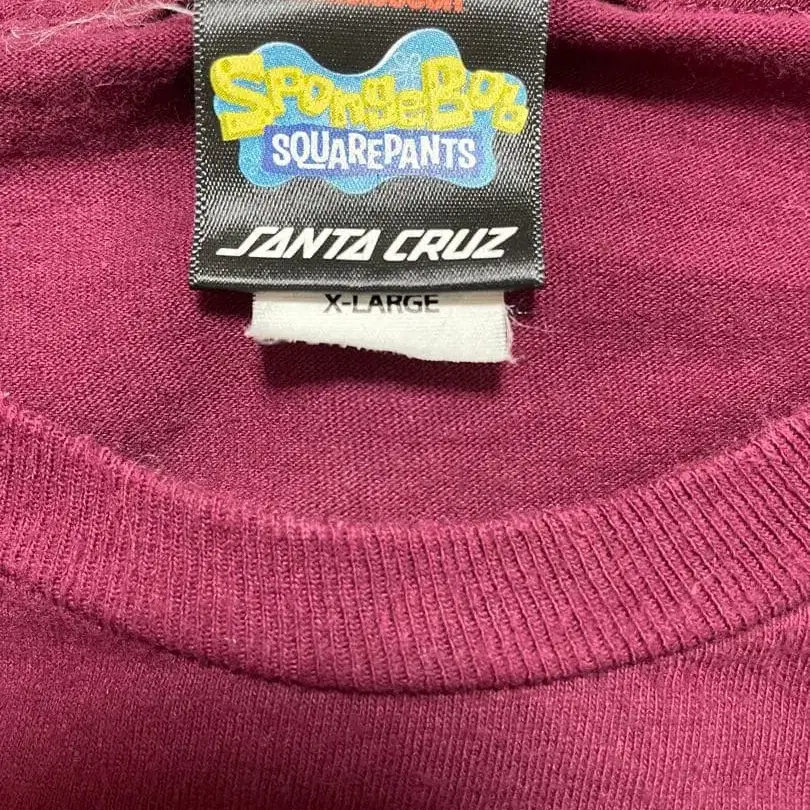 SPONGEBOB
SQUAREPANTS
SANTA CRUZ
X-LARGE